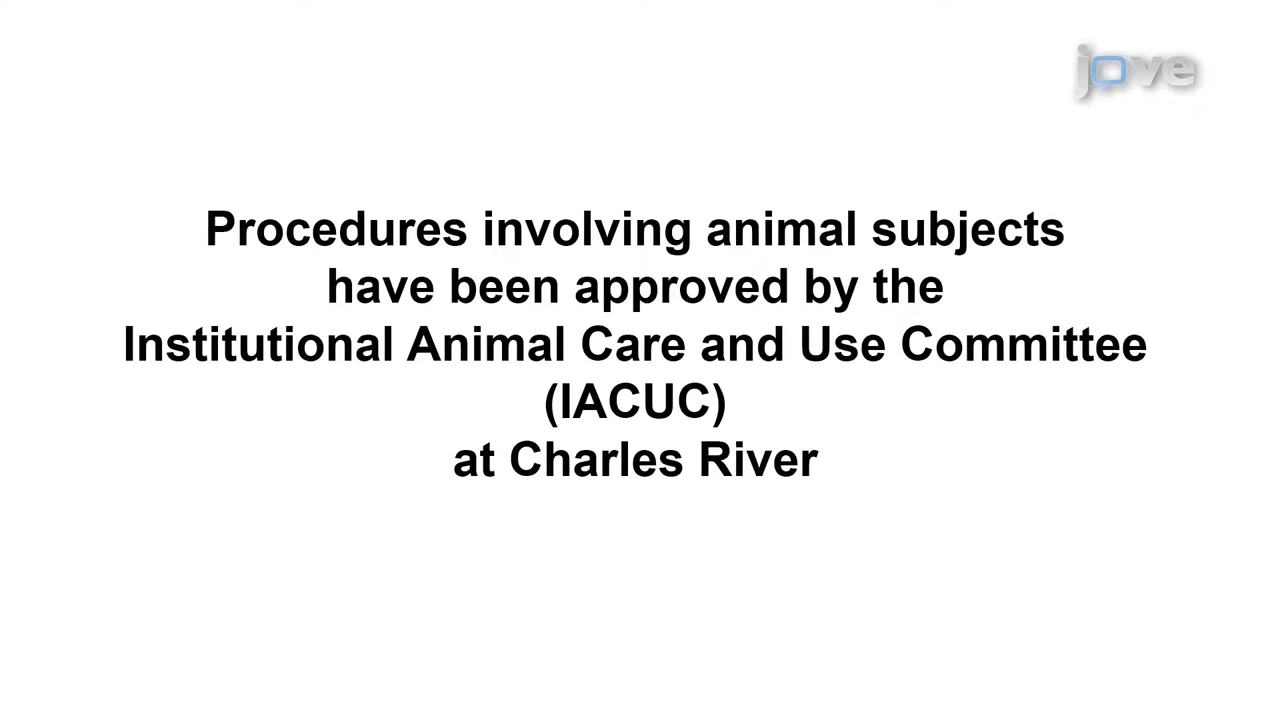 jove
Procedures involving animal subjects
have been approved by the
Institutional Animal Care and Use Committee
(IACUC)
at Charles River